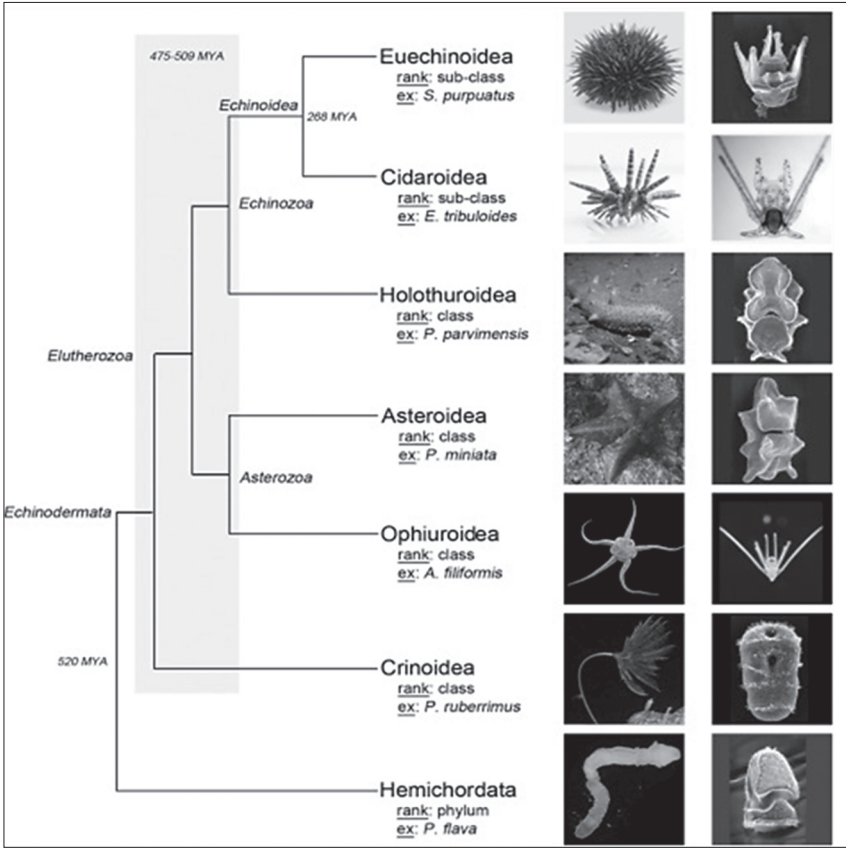 475-509 MYA
Euechinoidea
rank: sub-class
ex: S. purpuatus
Echinoidea
268 MYA
Cidaroidea
rank: sub-class
ex: E. tribuloides
Echinozoa
Holothuroidea
rank: class
ex: P. parvimensis
Elutherozoa
Asteroidea
rank: class
ex: P. miniata
Asterozoa
Echinodermata
Ophiuroidea
rank: class
ex: A. filiformis
520 MYA
Crinoidea
rank: class
ex: P. ruberrimus
Hemichordata
rank: phylum
ex: P. flava